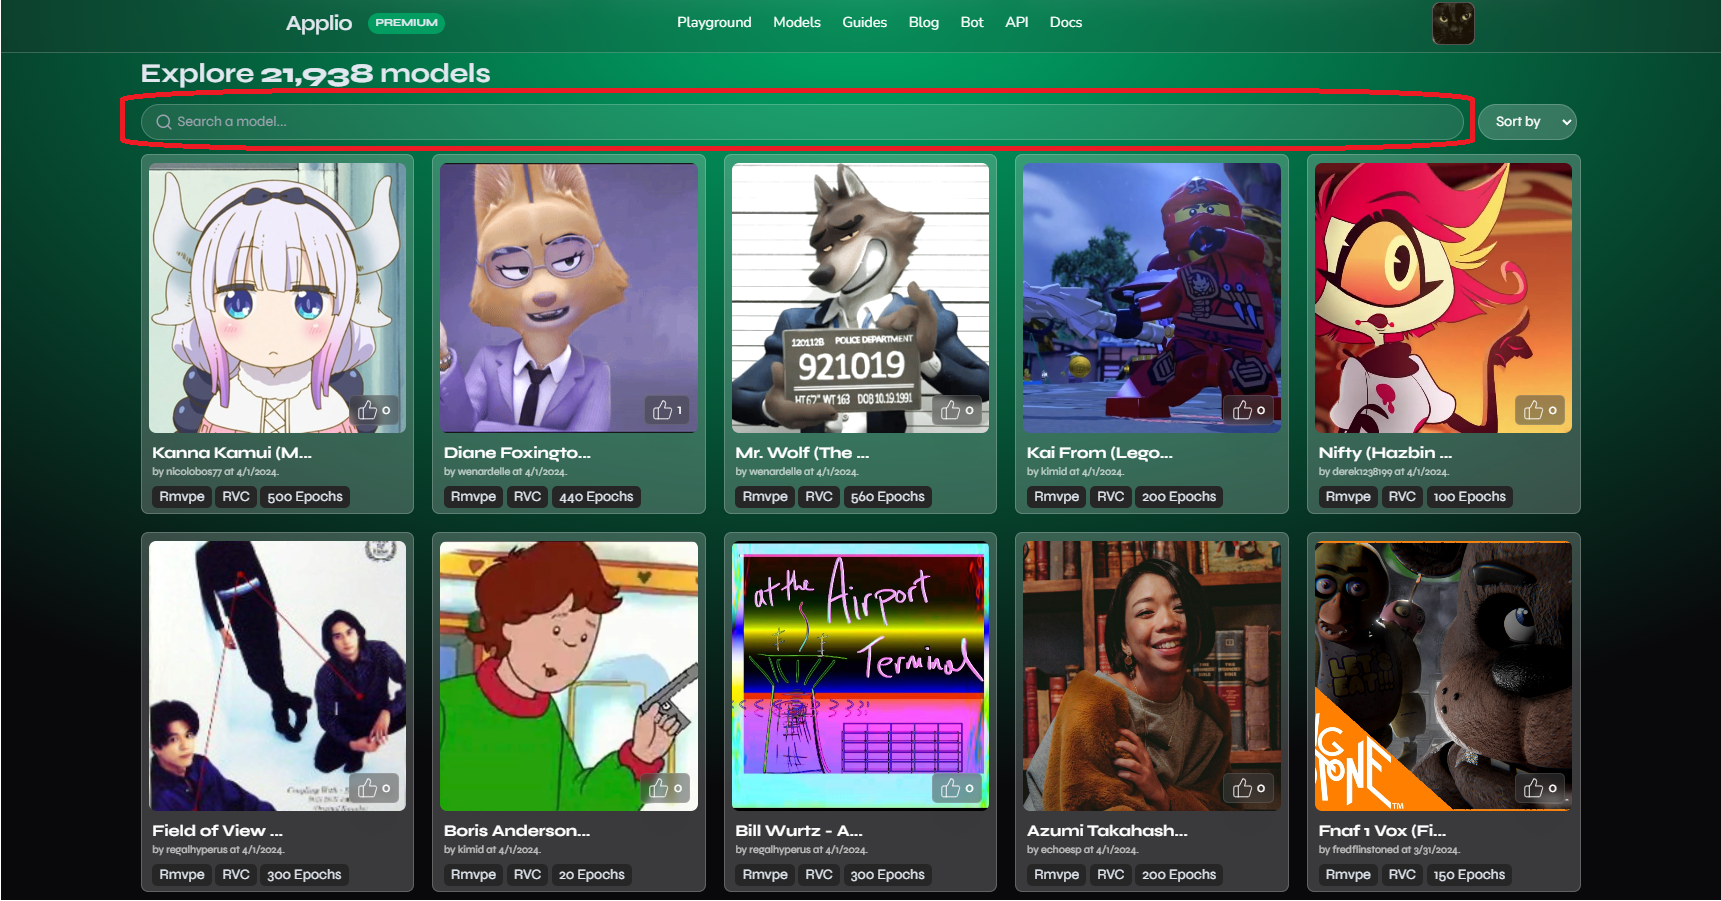 Applio PREMIUM Playground Models Guides Blog Bot API Docs
Explore 21,938 models
Search a model... Sort by
120112B POLICE DEPARTMENT
921019
HT 6'2" WT 163 DOB 10.19.1991
0 1 0 0 0
Kanna Kamui (M... Diane Foxingto... Mr. Wolf (The ... Kai From (Lego... Nifty (Hazbin ...
by nicolobos77 at 4/1/2024. by wenardelle at 4/1/2024. by wenardelle at 4/1/2024. by kimid at 4/1/2024. by derek1238199 at 4/1/2024.
Rmvpe RVC 500 Epochs Rmvpe RVC 440 Epochs Rmvpe RVC 560 Epochs Rmvpe RVC 200 Epochs Rmvpe RVC 100 Epochs
at the Airport
Terminal
LET'S
EAT!!!
Coupling With
TM
0 0 0 0 0
Field of View ... Boris Anderson... Bill Wurtz - A... Azumi Takahash... Fnaf 1 Vox (Fi...
by regalhyperus at 4/1/2024. by kimid at 4/1/2024. by regalhyperus at 4/1/2024. by echoesp at 4/1/2024. by fredflinstoned at 3/31/2024.
Rmvpe RVC 300 Epochs Rmvpe RVC 20 Epochs Rmvpe RVC 300 Epochs Rmvpe RVC 200 Epochs Rmvpe RVC 150 Epochs